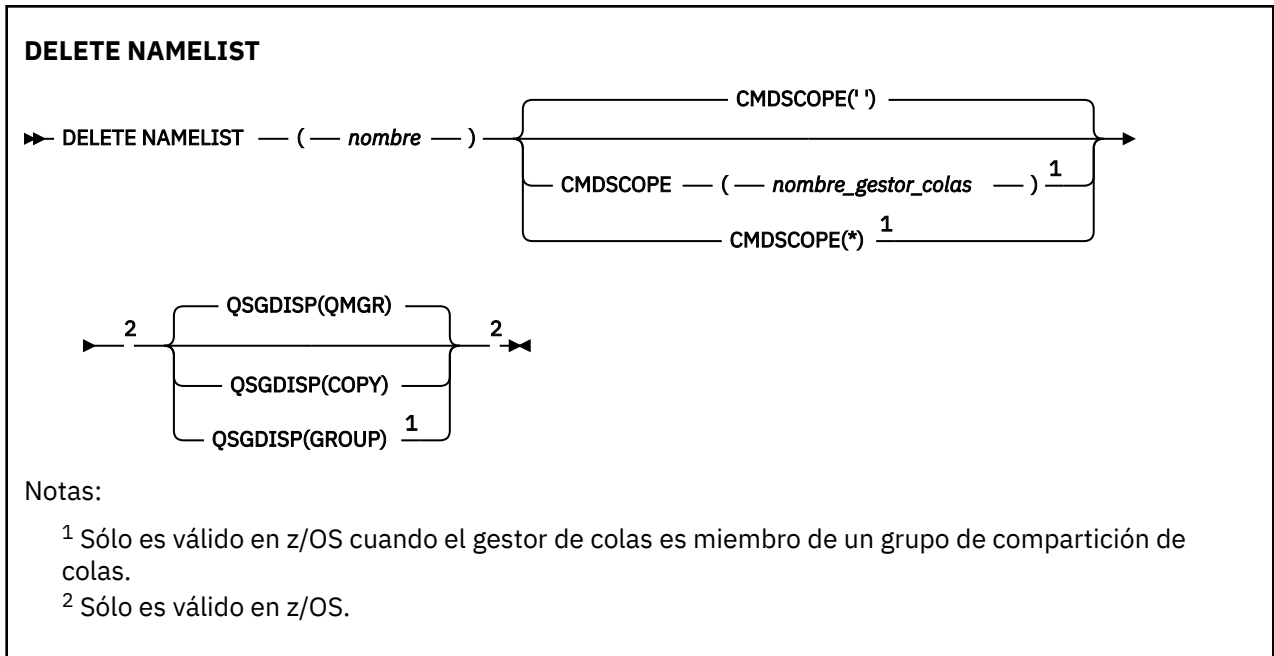 DELETE NAMELIST
CMDSCOPE(' ')
DELETE NAMELIST ( nombre )
CMDSCOPE ( nombre_gestor_colas ) 1
CMDSCOPE(*) 1
QSGDISP(QMGR)
2 2
QSGDISP(COPY)
QSGDISP(GROUP) 1
Notas:
1 Sólo es válido en z/OS cuando el gestor de colas es miembro de un grupo de compartición de
colas.
2 Sólo es válido en z/OS.